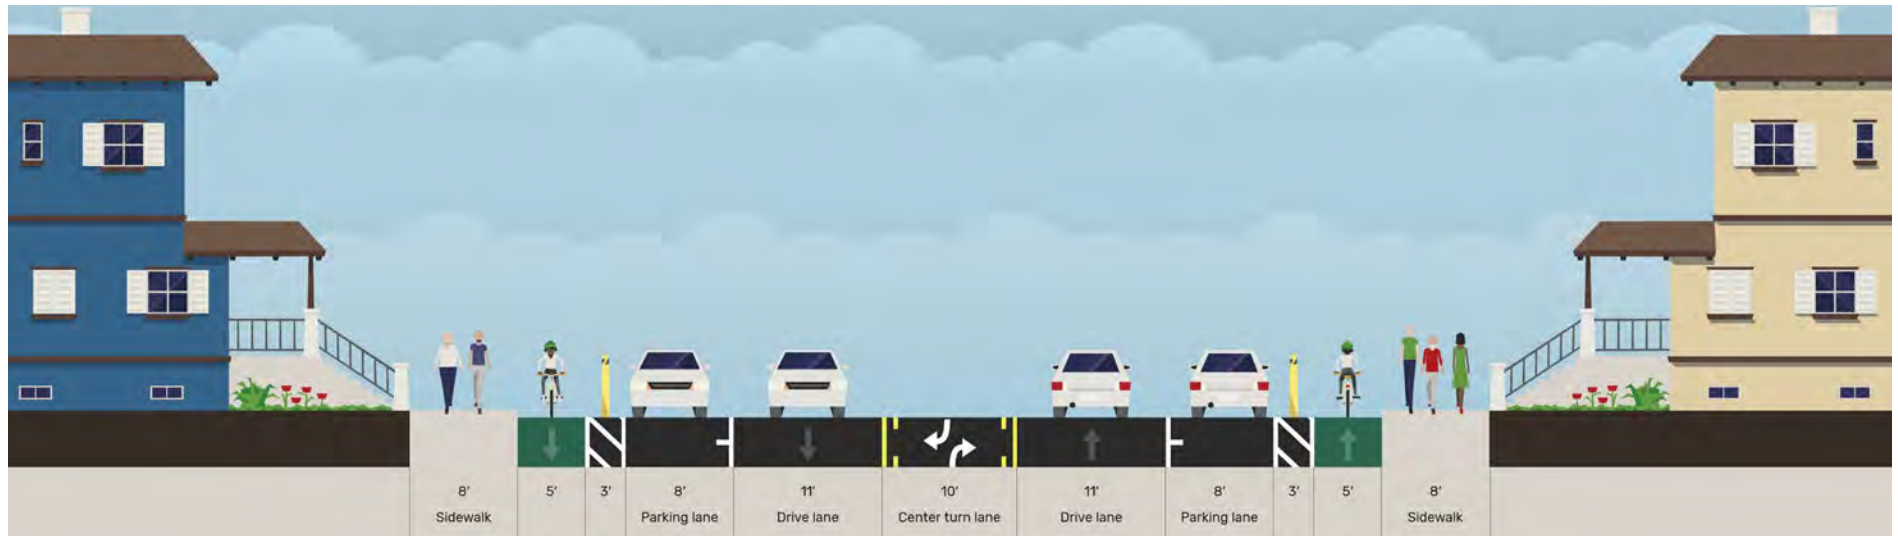 8' 5' 3' 8' 11' 10' 11' 8' 3' 5' 8'
Sidewalk Parking lane Drive lane Center turn lane Drive lane Parking lane Sidewalk